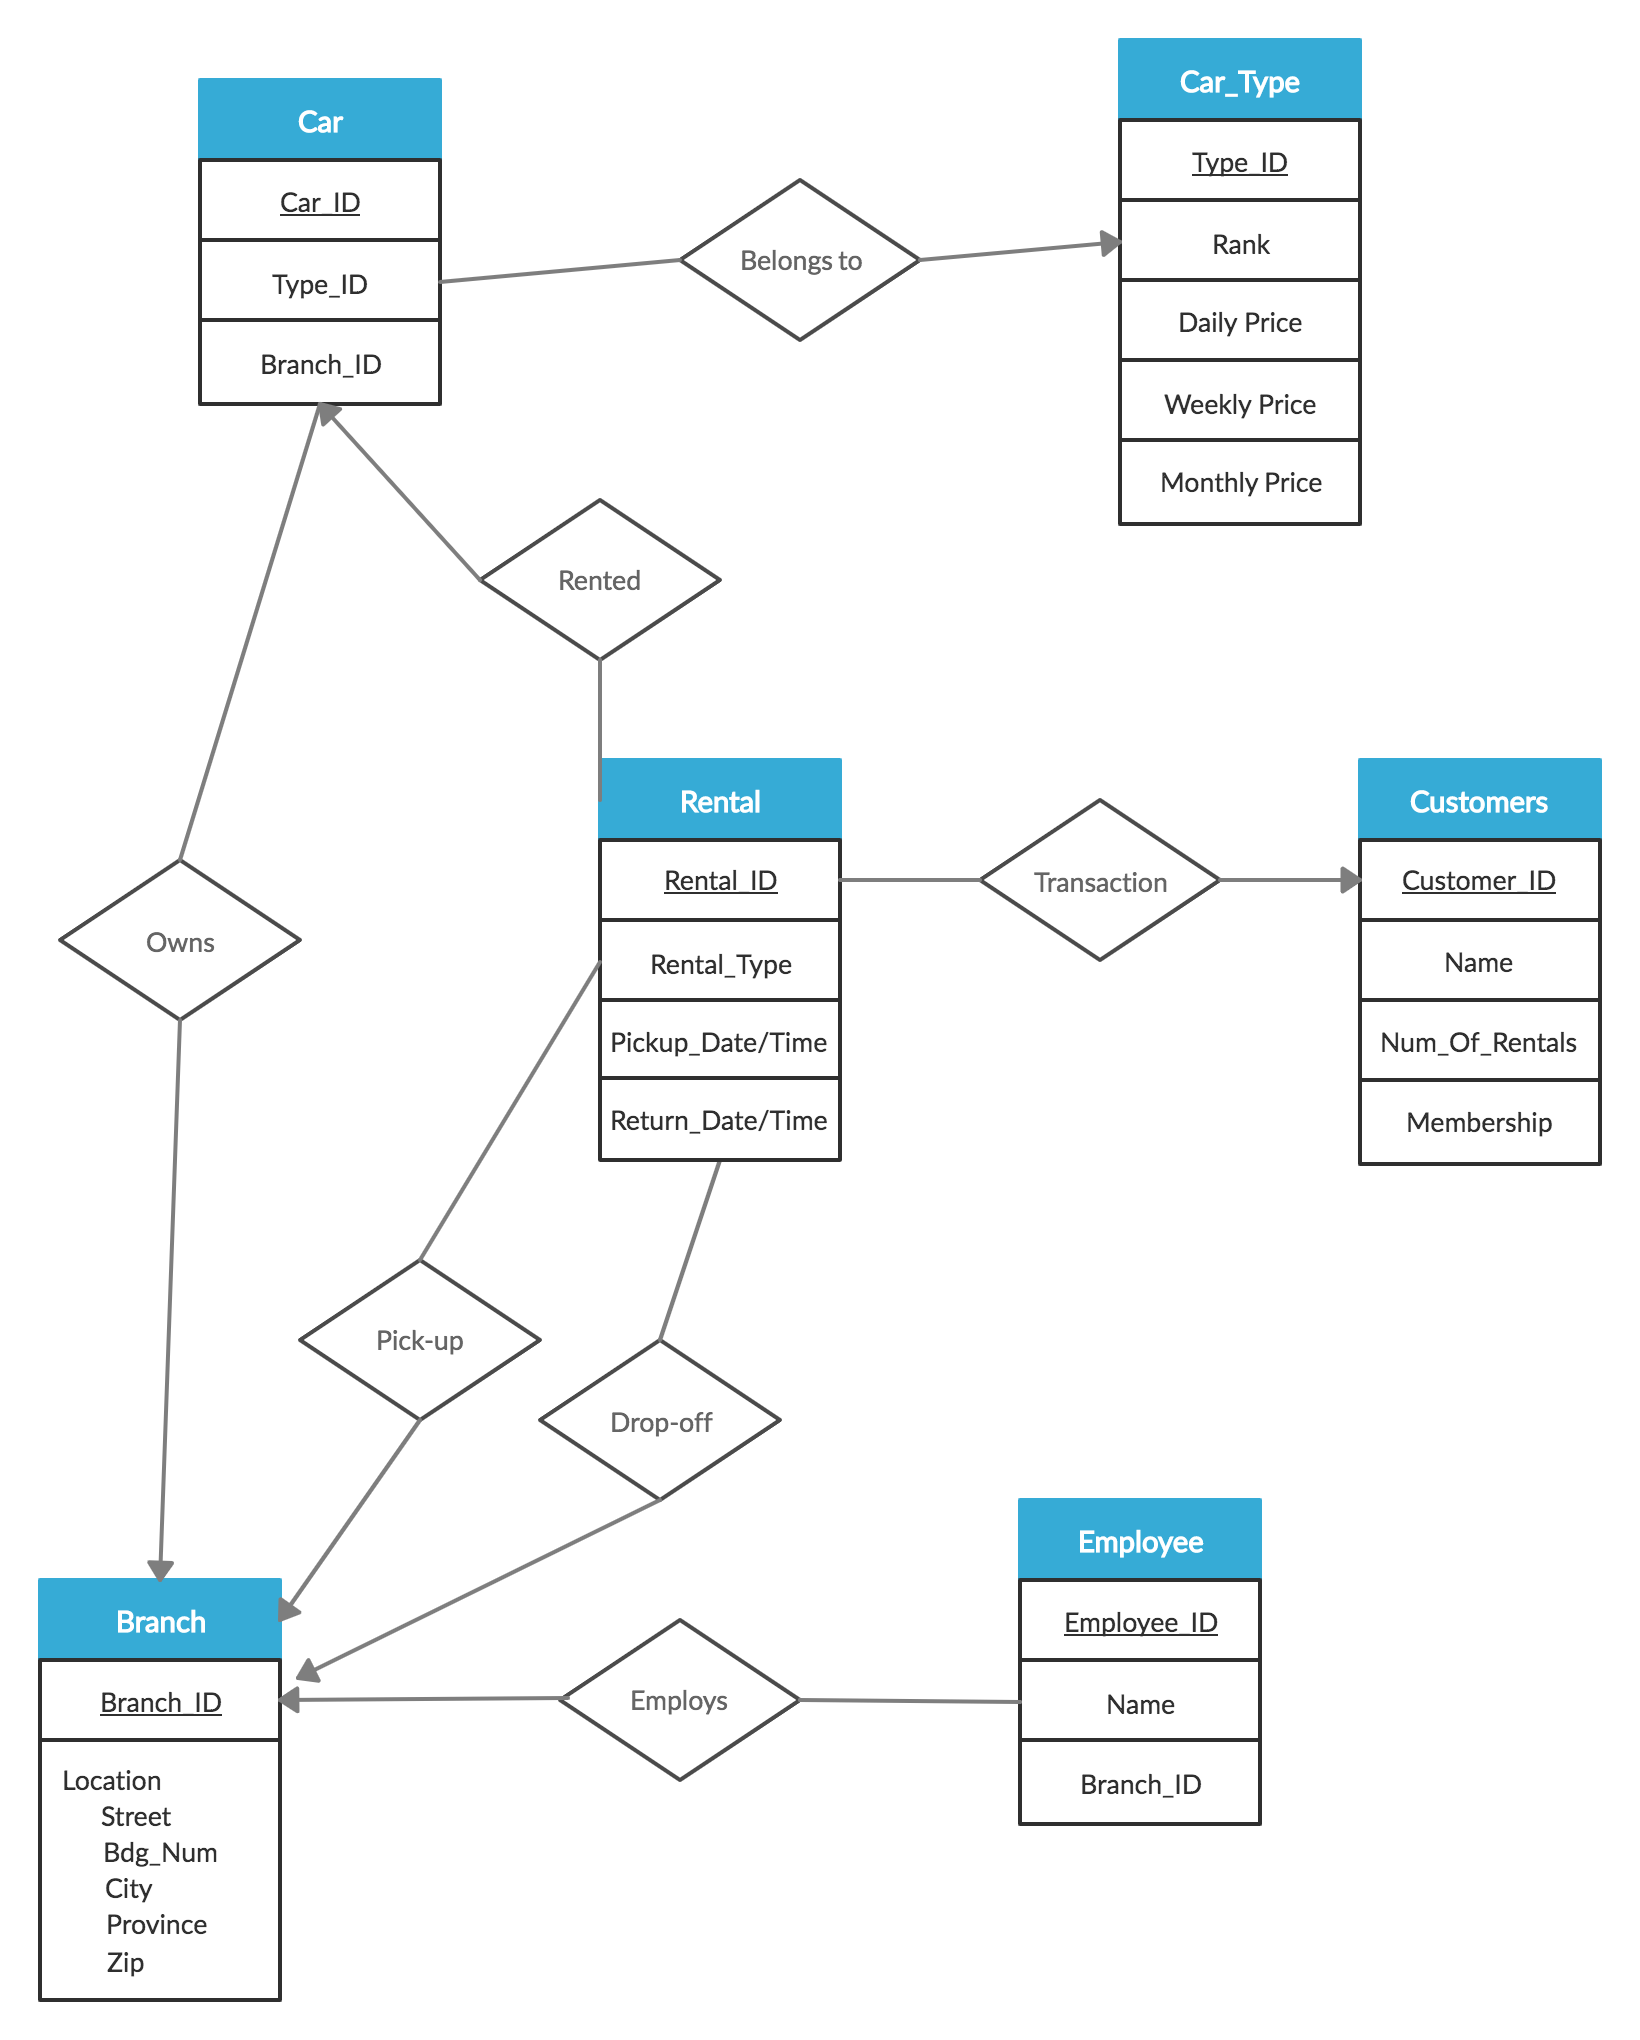 Car
Car_ID
Type_ID
Branch_ID
Belongs to
Car_Type
Type_ID
Rank
Daily Price
Weekly Price
Monthly Price
Rented
Owns
Rental
Rental_ID
Rental_Type
Pickup_Date/Time
Return_Date/Time
Transaction
Customers
Customer_ID
Name
Num_Of_Rentals
Membership
Pick-up
Drop-off
Branch
Branch_ID
Location
Street
Bdg_Num
City
Province
Zip
Employs
Employee
Employee_ID
Name
Branch_ID